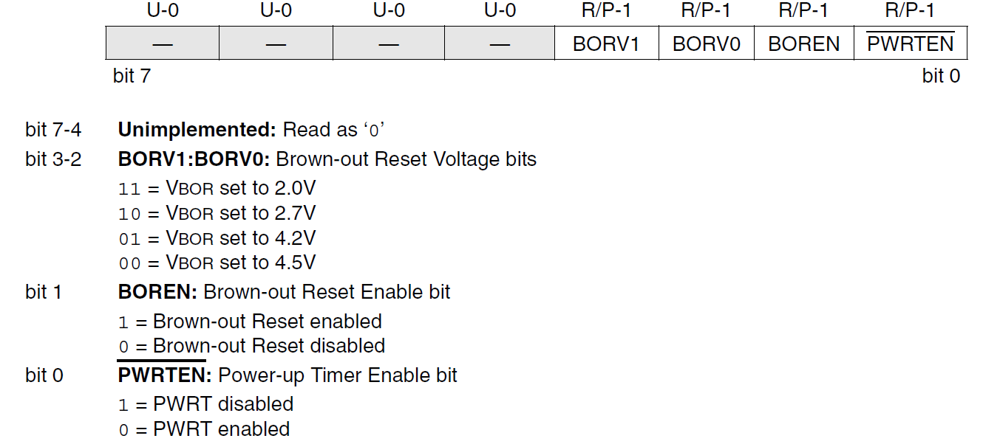 U-0 U-0 U-0 U-0 R/P-1 R/P-1 R/P-1 R/P-1
— — — — BORV1 BORV0 BOREN PWRTEN
bit 7 bit 0
bit 7-4 Unimplemented: Read as ‘0’
bit 3-2 BORV1:BORV0: Brown-out Reset Voltage bits
11 = VBOR set to 2.0V
10 = VBOR set to 2.7V
01 = VBOR set to 4.2V
00 = VBOR set to 4.5V
bit 1 BOREN: Brown-out Reset Enable bit
1 = Brown-out Reset enabled
0 = Brown-out Reset disabled
bit 0 PWRTEN: Power-up Timer Enable bit
1 = PWRT disabled
0 = PWRT enabled